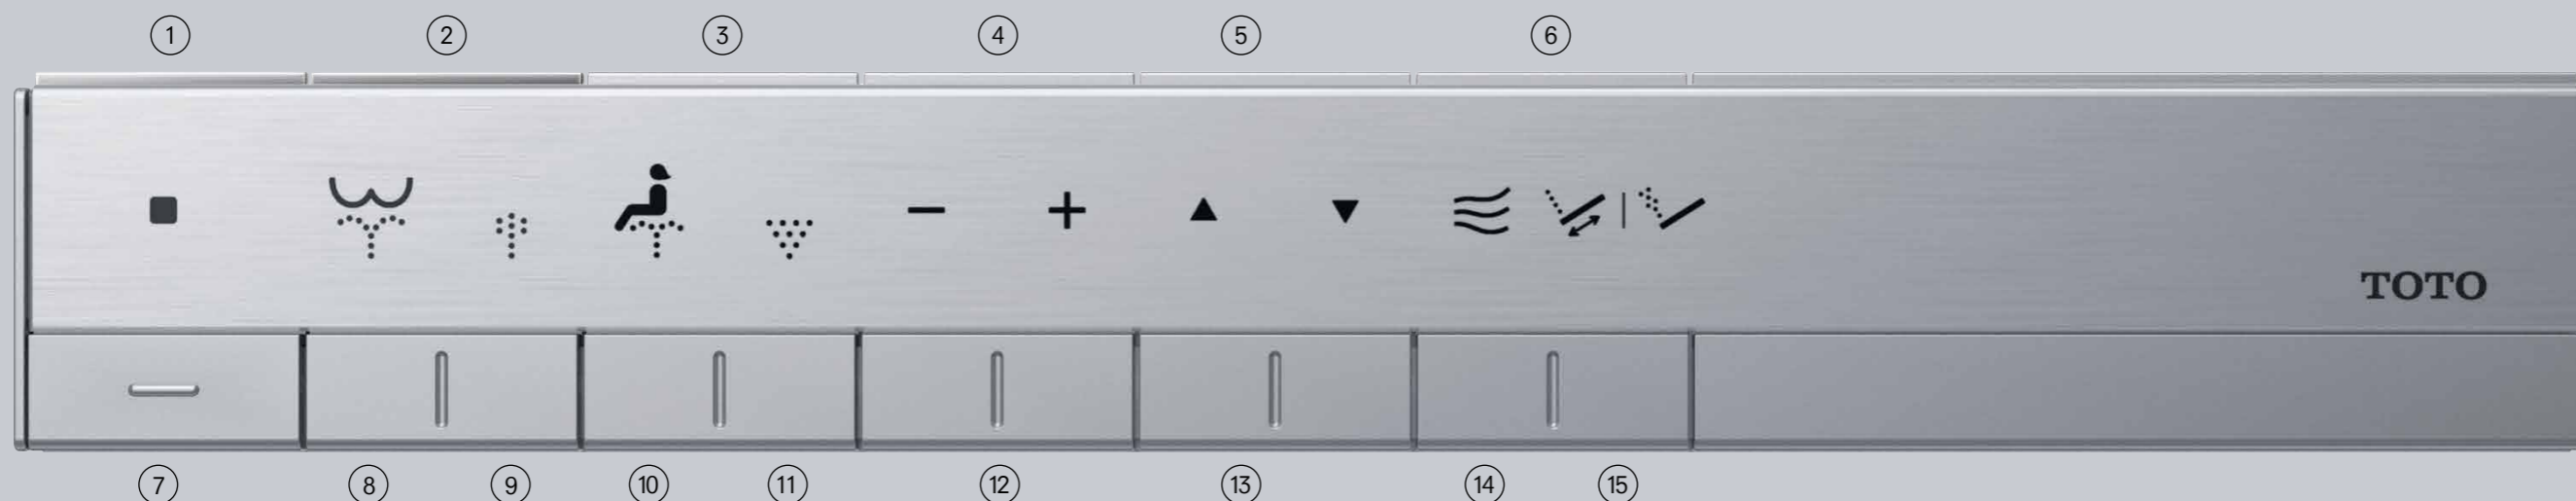 ① ② ③ ④ ⑤ ⑥
− +
TOTO
⑦ ⑧ ⑨ ⑩ ⑪ ⑫ ⑬ ⑭ ⑮